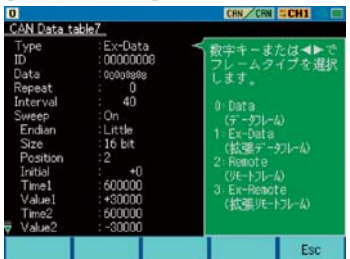 0
CAN/CAN CH1
CAN Data table7
Type :Ex-Data
ID :00000008
Repeat : 0
Interval : 40
Sweep :On
Endian :Little
Size :16 bit
Position :2
Initial : +0
Time1 :600000
Value1 :+30000
Time2 :600000
Value2 :-30000
数字キーまたは◀▶で
フレームタイプを選択
します。
0: Data
(データフレーム)
1: Ex-Data
(拡張データフレーム)
2: Remote
(リモートフレーム)
3: Ex-Remote
(拡張リモートフレーム)
Esc